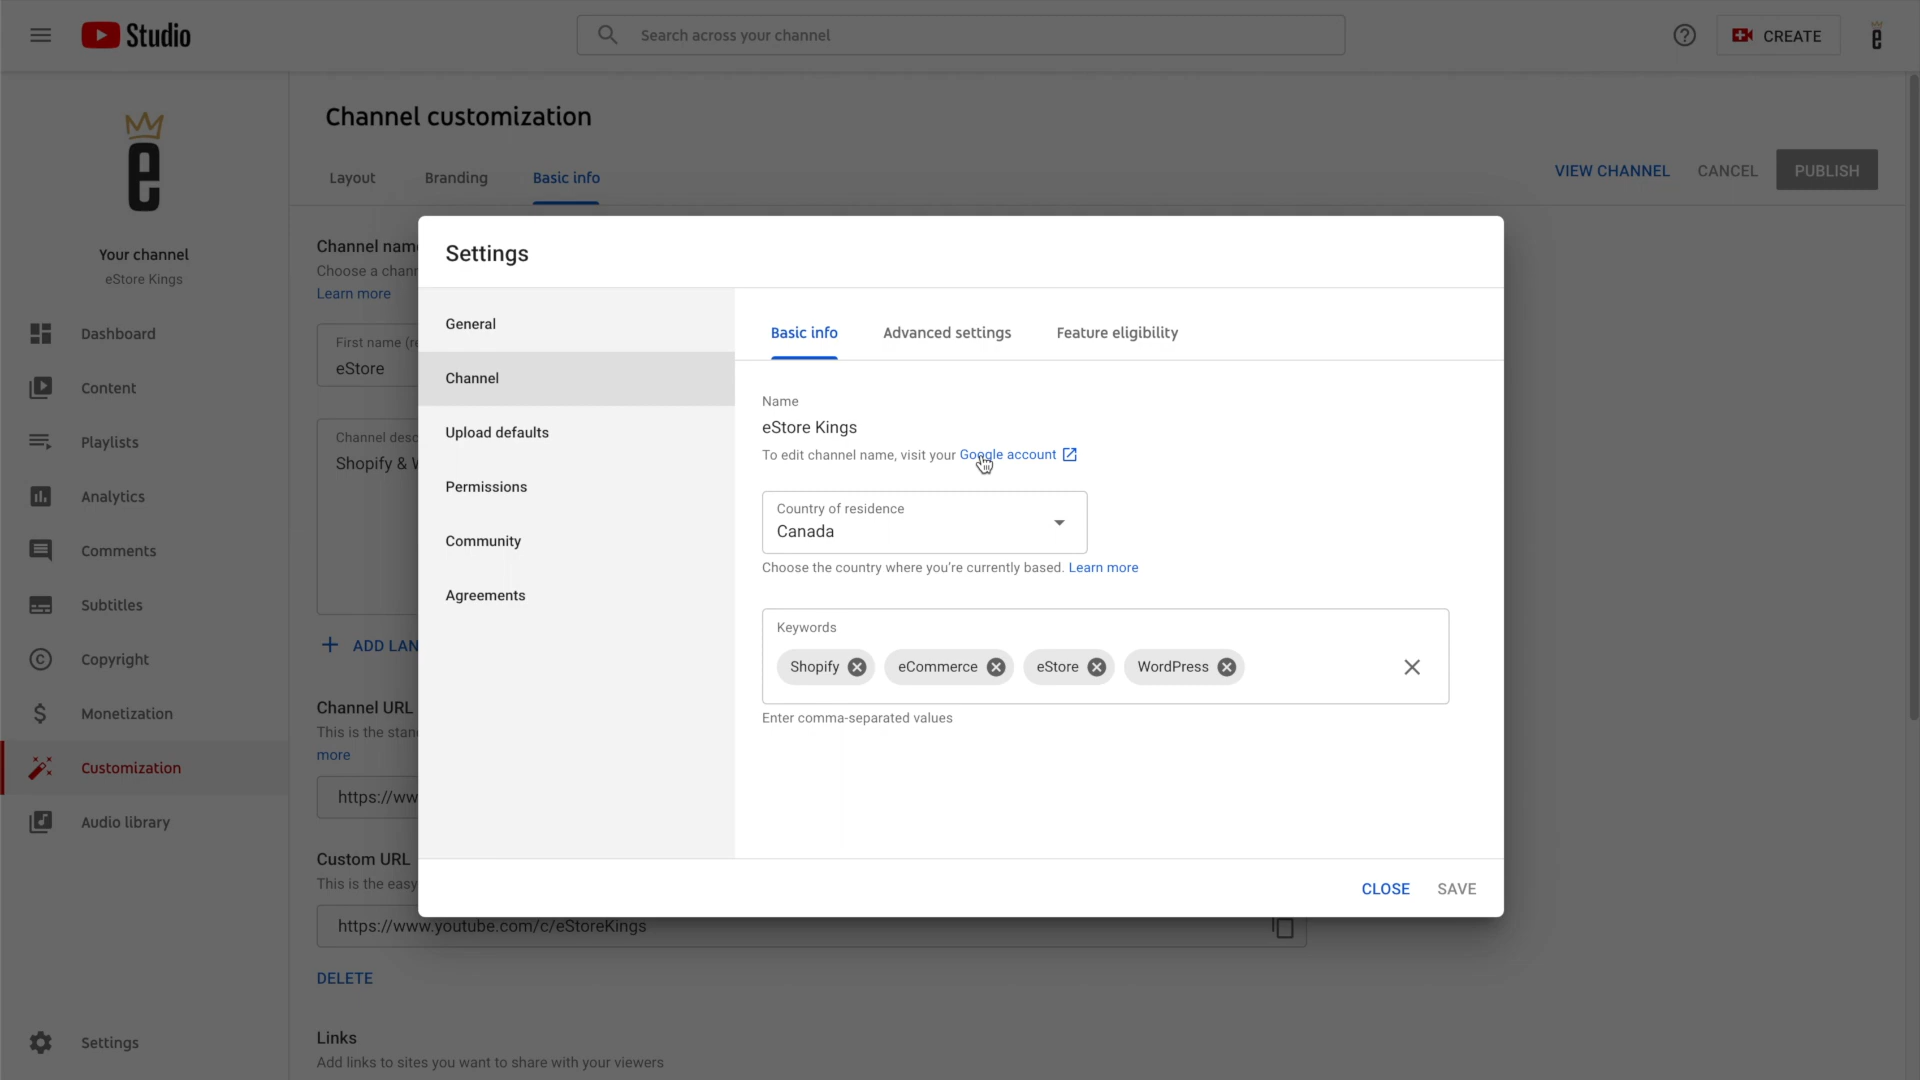 Studio
Search across your channel
CREATE
e
Channel customization
Layout
Branding
Basic info
VIEW CHANNEL
CANCEL
PUBLISH
e
Your channel
eStore Kings
Dashboard
Content
Playlists
Analytics
Comments
Subtitles
Copyright
Monetization
Customization
Audio library
Settings
Channel nam
Choose a chann
Learn more
First name (re
eStore
Channel desc
Shopify & W
ADD LAN
Channel URL
This is the stan
more
https://ww
Custom URL
This is the easy
https://www.youtube.com/c/eStoreKings
DELETE
Links
Add links to sites you want to share with your viewers
Settings
General
Channel
Upload defaults
Permissions
Community
Agreements
Basic info
Advanced settings
Feature eligibility
Name
eStore Kings
To edit channel name, visit your Google account
Country of residence
Canada
Choose the country where you're currently based. Learn more
Keywords
Shopify
eCommerce
eStore
WordPress
Enter comma-separated values
CLOSE
SAVE